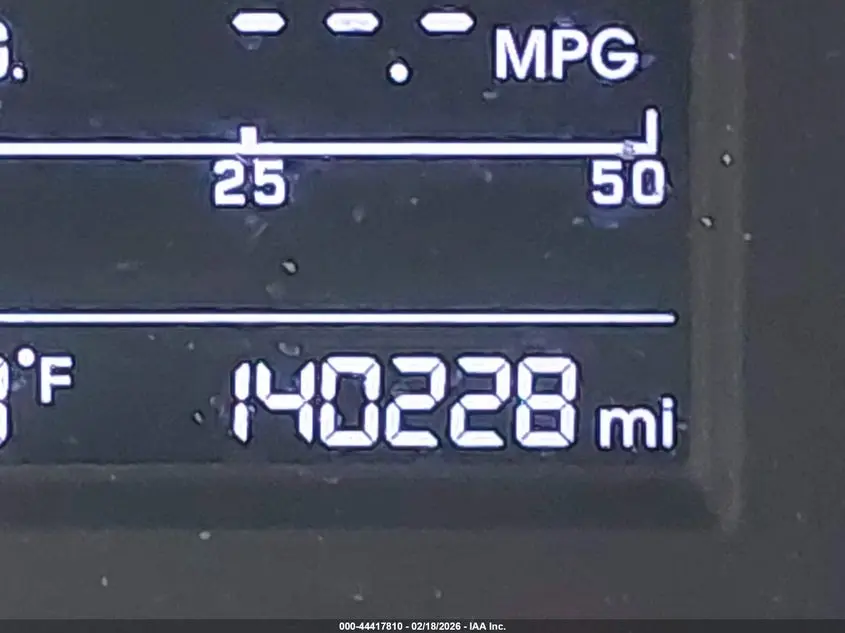 G. --.- MPG
25 50
°F 140228 mi
000-44417810 - 02/18/2026 - IAA Inc.